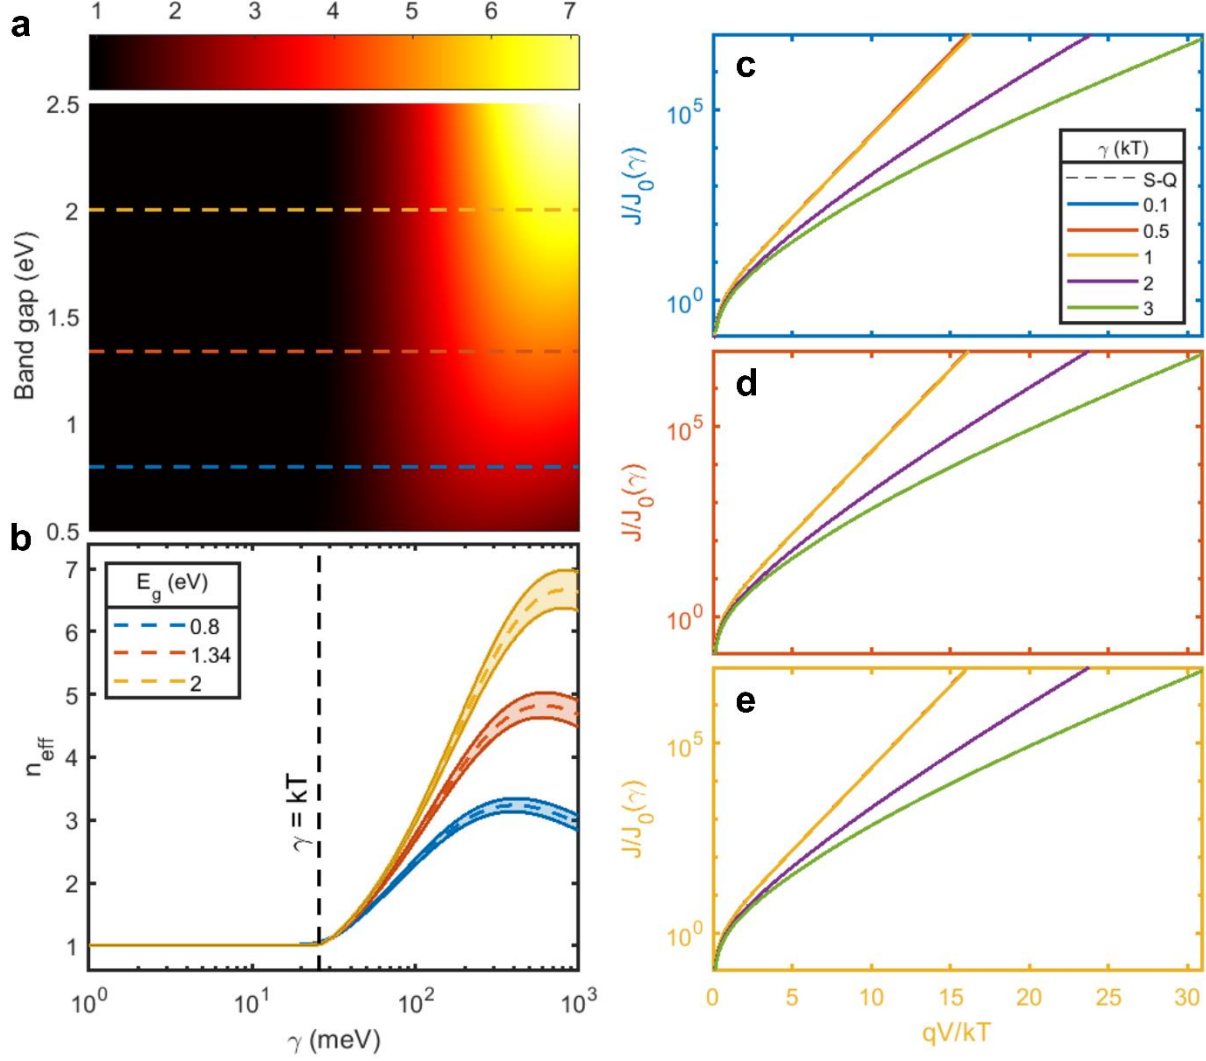 a
1 2 3 4 5 6 7
2.5
2
1.5
1
0.5
Band gap (eV)
b
7
6
5
4
3
2
1
n_eff
E_g (eV)
0.8
1.34
2
γ = kT
10^0 10^1 10^2 10^3
γ (meV)
c
10^5
10^0
J/J_0(γ)
γ (kT)
S-Q
0.1
0.5
1
2
3
d
10^5
10^0
J/J_0(γ)
e
10^5
10^0
J/J_0(γ)
0 5 10 15 20 25 30
qV/kT